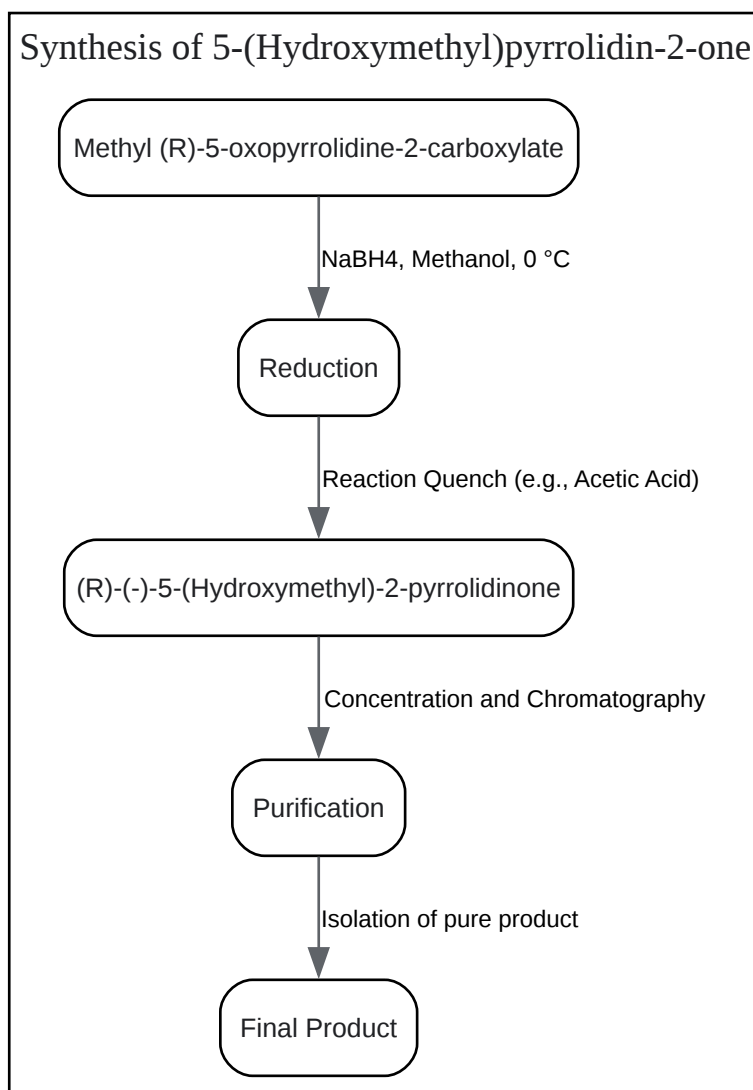 Synthesis of 5-(Hydroxymethyl)pyrrolidin-2-one
Methyl (R)-5-oxopyrrolidine-2-carboxylate
NaBH4, Methanol, 0 °C
Reduction
Reaction Quench (e.g., Acetic Acid)
(R)-(-)-5-(Hydroxymethyl)-2-pyrrolidinone
Concentration and Chromatography
Purification
Isolation of pure product
Final Product